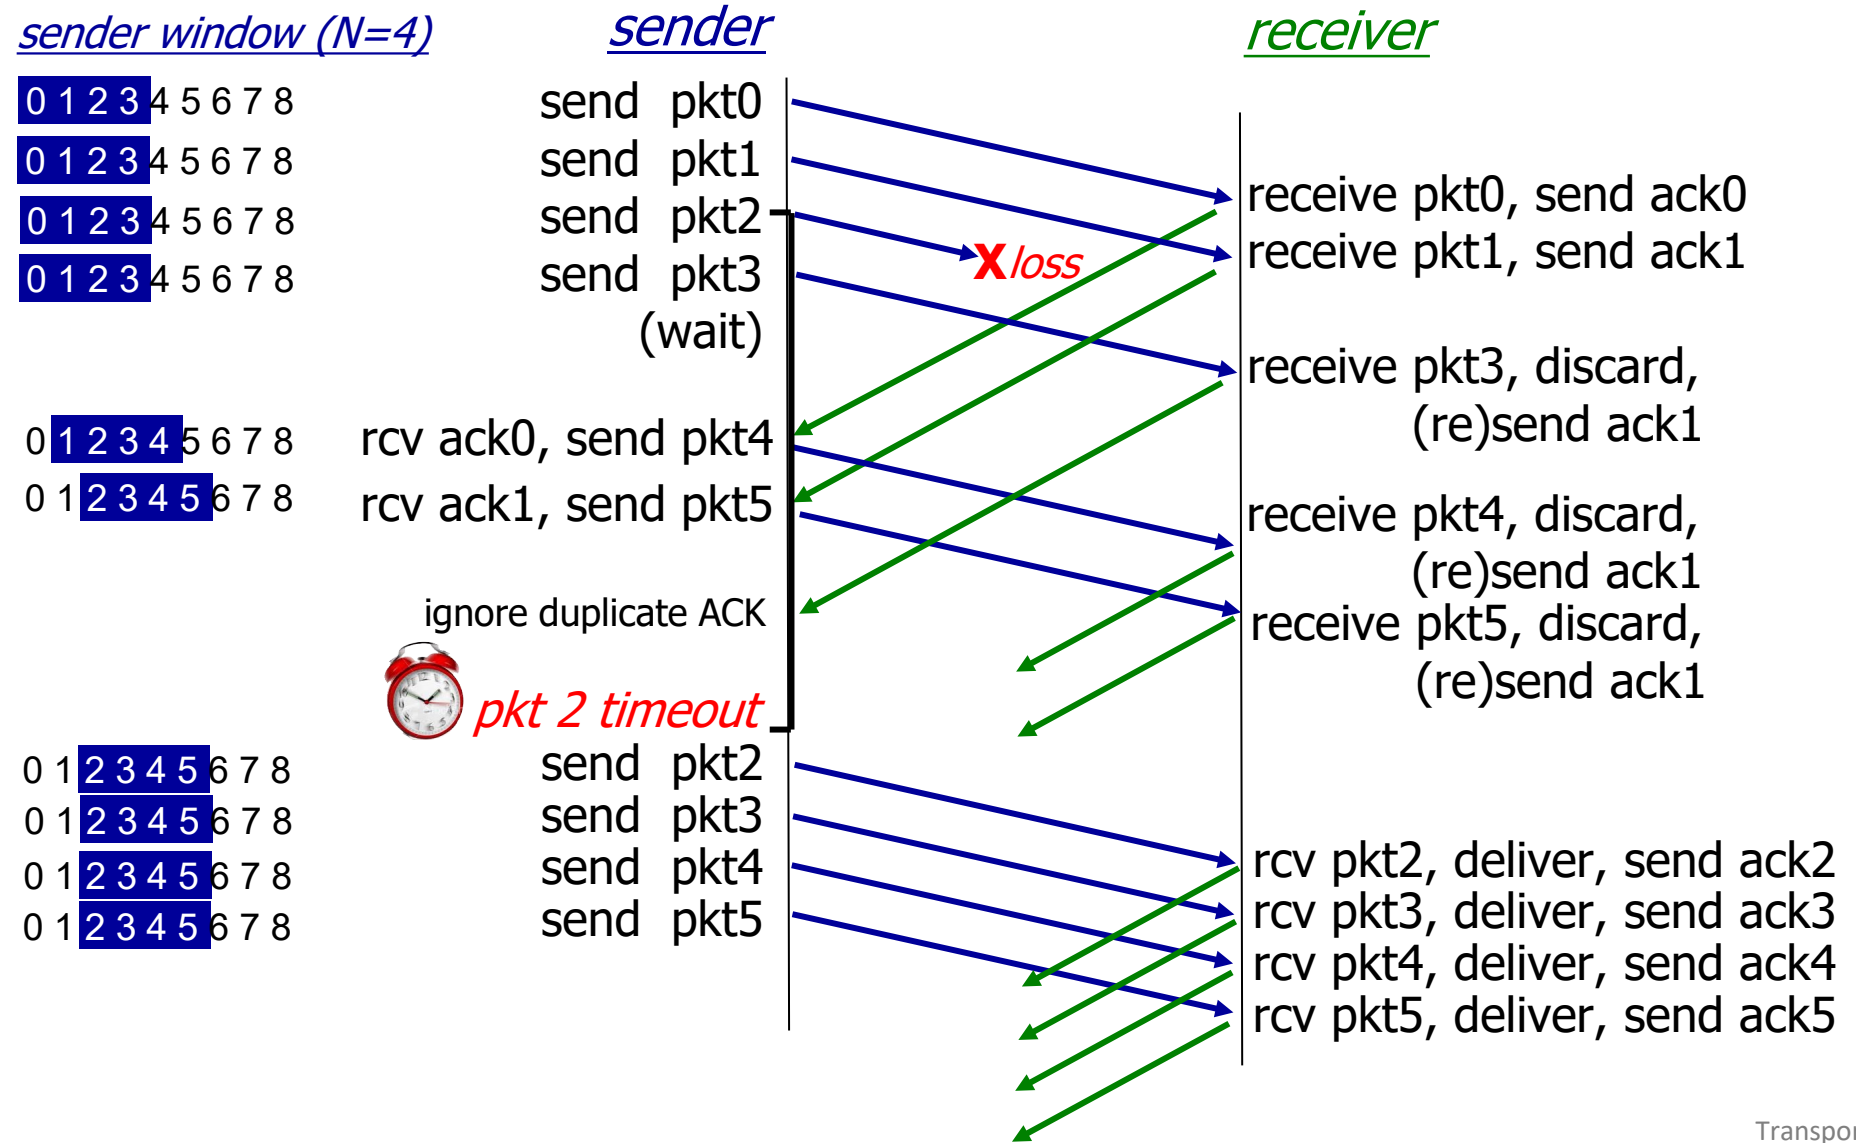 sender window (N=4)
sender
receiver
0 1 2 3 4 5 6 7 8
send pkt0
0 1 2 3 4 5 6 7 8
send pkt1
0 1 2 3 4 5 6 7 8
send pkt2
0 1 2 3 4 5 6 7 8
send pkt3
(wait)
X loss
receive pkt0, send ack0
receive pkt1, send ack1
receive pkt3, discard,
(re)send ack1
0 1 2 3 4 5 6 7 8
rcv ack0, send pkt4
0 1 2 3 4 5 6 7 8
rcv ack1, send pkt5
receive pkt4, discard,
(re)send ack1
ignore duplicate ACK
receive pkt5, discard,
(re)send ack1
pkt 2 timeout
0 1 2 3 4 5 6 7 8
send pkt2
0 1 2 3 4 5 6 7 8
send pkt3
0 1 2 3 4 5 6 7 8
send pkt4
0 1 2 3 4 5 6 7 8
send pkt5
rcv pkt2, deliver, send ack2
rcv pkt3, deliver, send ack3
rcv pkt4, deliver, send ack4
rcv pkt5, deliver, send ack5
Transpor